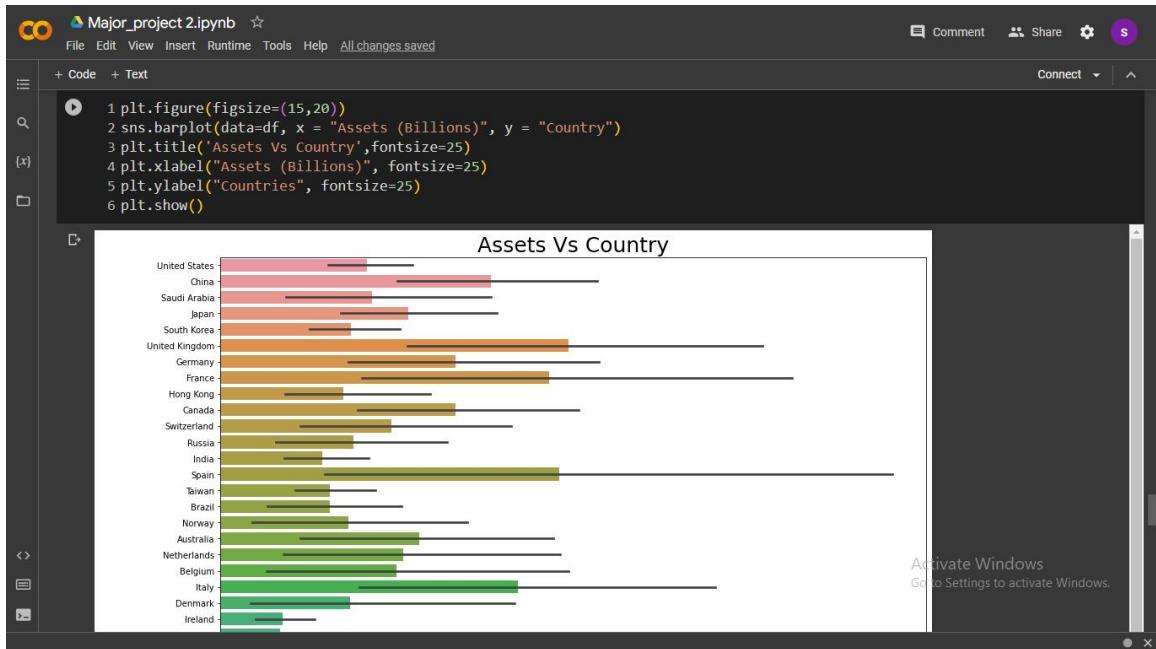 Major_project 2.ipynb
Comment Share S
File Edit View Insert Runtime Tools Help All changes saved
+ Code + Text Connect
1 plt.figure(figsize=(15,20))
2 sns.barplot(data=df, x = "Assets (Billions)", y = "Country")
3 plt.title('Assets Vs Country',fontsize=25)
4 plt.xlabel("Assets (Billions)", fontsize=25)
5 plt.ylabel("Countries", fontsize=25)
6 plt.show()
{x}
Assets Vs Country
United States
China
Saudi Arabia
Japan
South Korea
United Kingdom
Germany
France
Hong Kong
Canada
Switzerland
Russia
India
Spain
Taiwan
Brazil
Norway
Australia
Netherlands
Belgium
Italy
Denmark
Ireland
Activate Windows
Go to Settings to activate Windows.